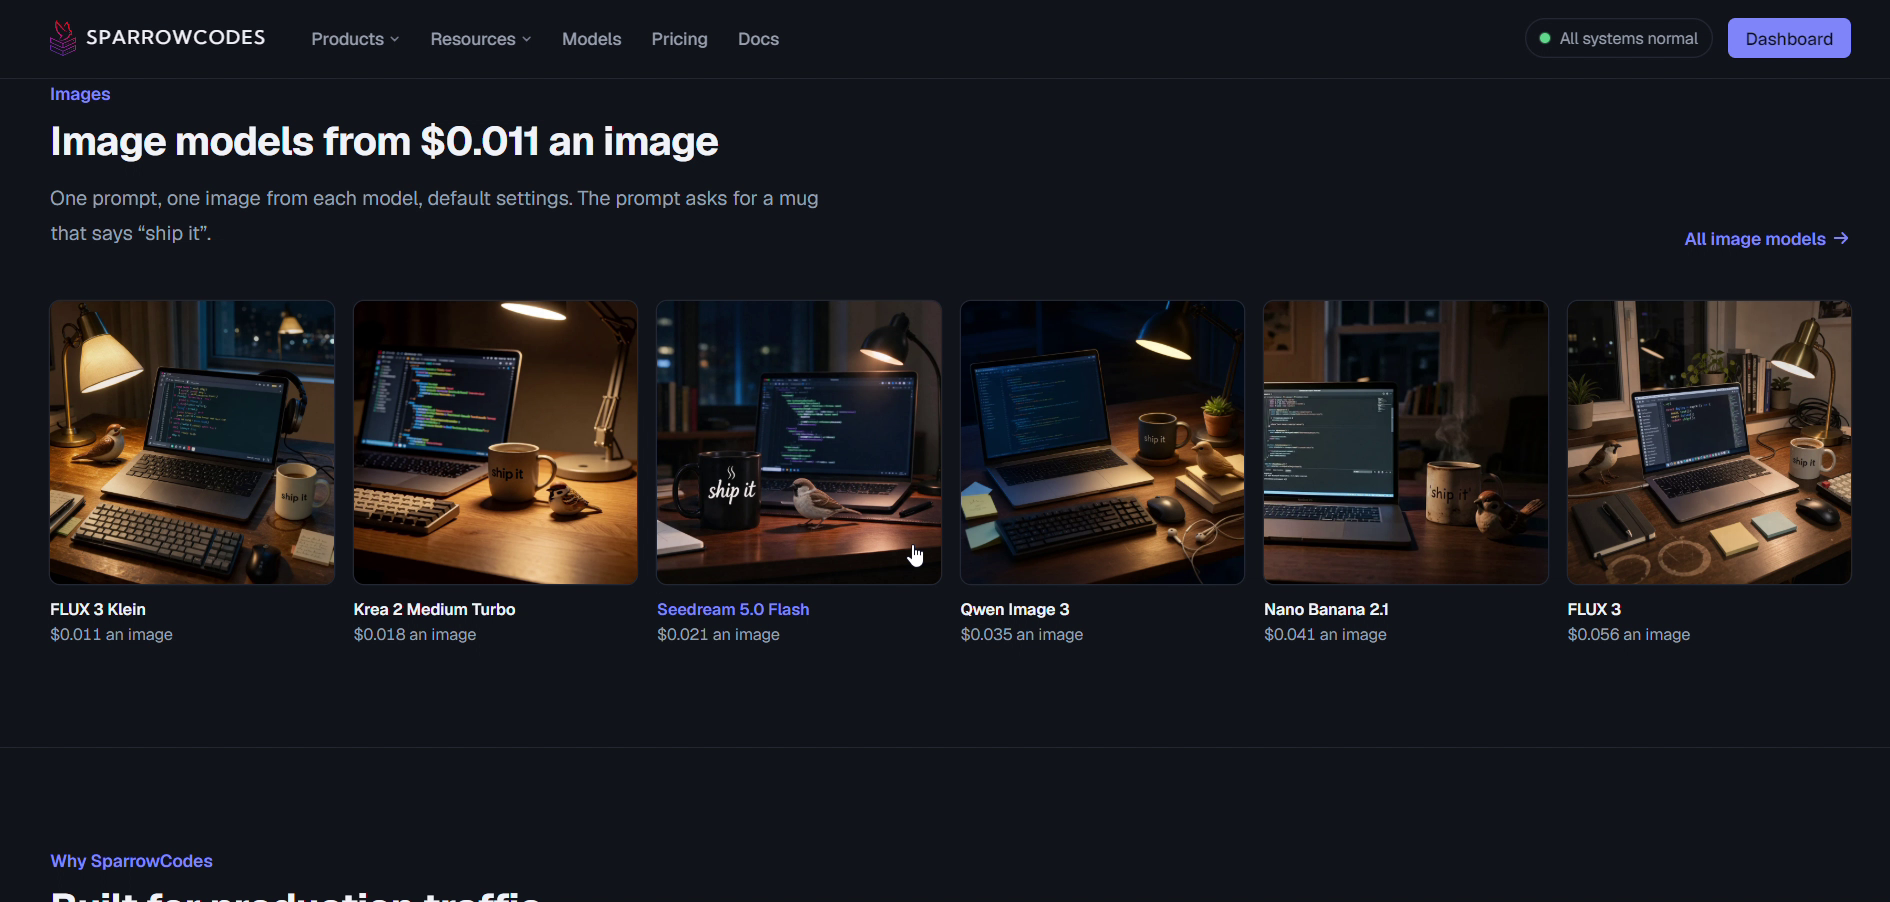 SPARROWCODES
Products
Resources
Models
Pricing
Docs
All systems normal
Dashboard
Images
Image models from $0.011 an image
One prompt, one image from each model, default settings. The prompt asks for a mug
that says “ship it”.
All image models →
ship it
ship it
ship it
ship it
'ship it'
ship it
FLUX 3 Klein
$0.011 an image
Krea 2 Medium Turbo
$0.018 an image
Seedream 5.0 Flash
$0.021 an image
Qwen Image 3
$0.035 an image
Nano Banana 2.1
$0.041 an image
FLUX 3
$0.056 an image
Why SparrowCodes
Built for production traffic